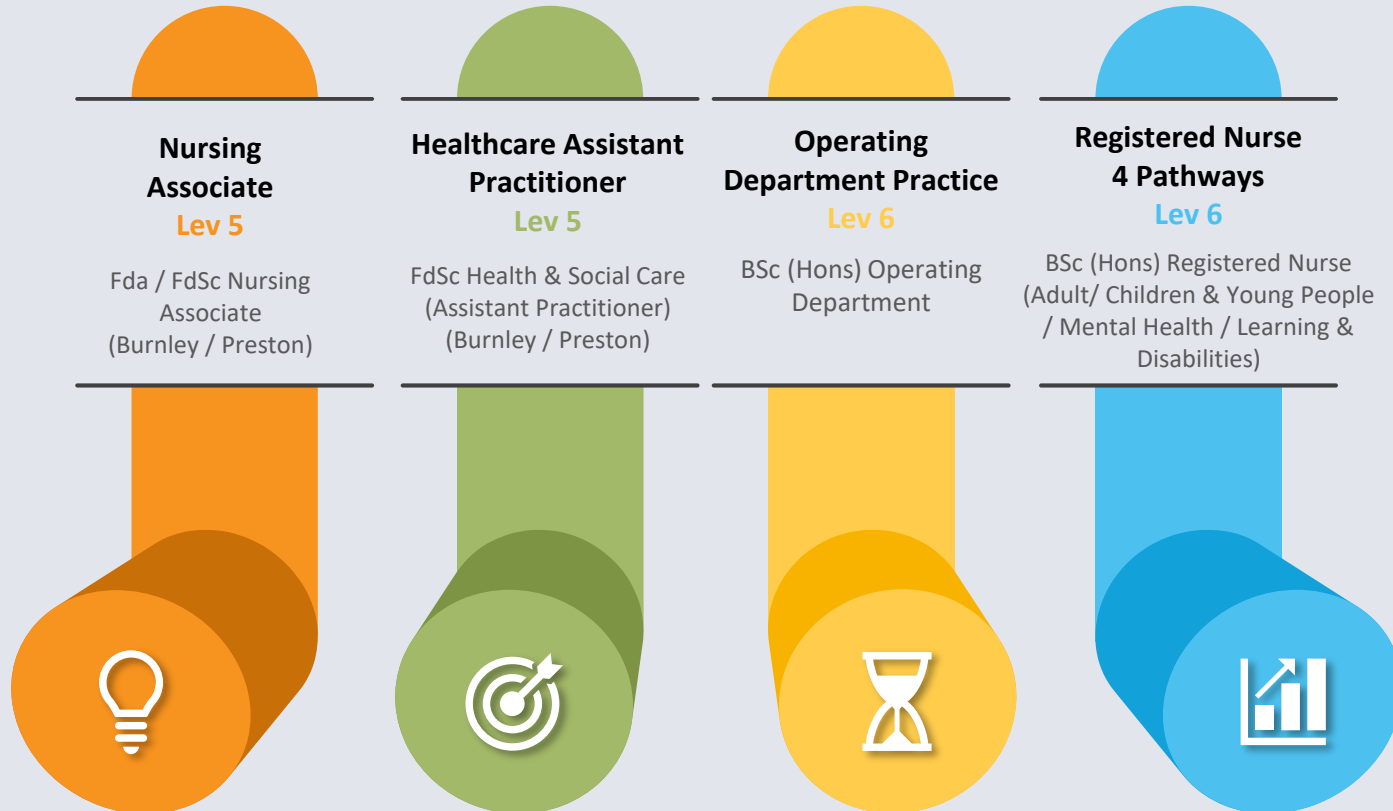 Nursing
Associate
Lev 5
Fda / FdSc Nursing
Associate
(Burnley / Preston)
Healthcare Assistant
Practitioner
Lev 5
FdSc Health & Social Care
(Assistant Practitioner)
(Burnley / Preston)
Operating
Department Practice
Lev 6
BSc (Hons) Operating
Department
Registered Nurse
4 Pathways
Lev 6
BSc (Hons) Registered Nurse
(Adult/ Children & Young People
/ Mental Health / Learning &
Disabilities)